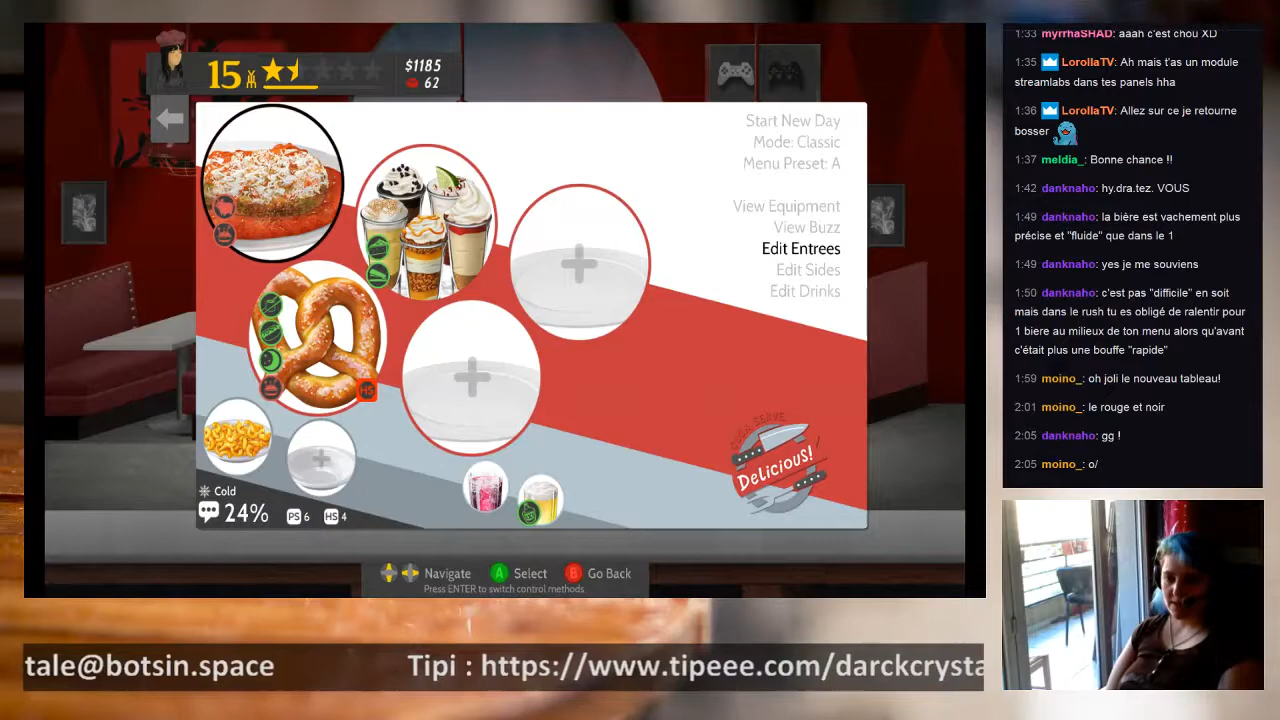 15
$1185
62
Start New Day
Mode: Classic
Menu Preset: A
View Equipment
View Buzz
Edit Entrees
Edit Sides
Edit Drinks
HS
COOK SERVE
Delicious!
Cold
24% PS 6 HS 4
Navigate A Select B Go Back
Press ENTER to switch control methods.
1:33 myrrhaSHAD: aaah c'est chou XD
1:35 LorollaTV: Ah mais t'as un module
streamlabs dans tes panels hha
1:36 LorollaTV: Allez sur ce je retourne
bosser
1:37 meldia_: Bonne chance !!
1:42 danknaho: hy.dra.tez. VOUS
1:49 danknaho: la bière est vachement plus
précise et "fluide" que dans le 1
1:49 danknaho: yes je me souviens
1:50 danknaho: c'est pas "difficile" en soit
mais dans le rush tu es obligé de ralentir pour
1 biere au milieux de ton menu alors qu'avant
c'était plus une bouffe "rapide"
1:59 moino_: oh joli le nouveau tableau!
2:01 moino_: le rouge et noir
2:05 danknaho: gg !
2:05 moino_: o/
tale@botsin.space Tipi : https://www.tipeee.com/darckcrysta